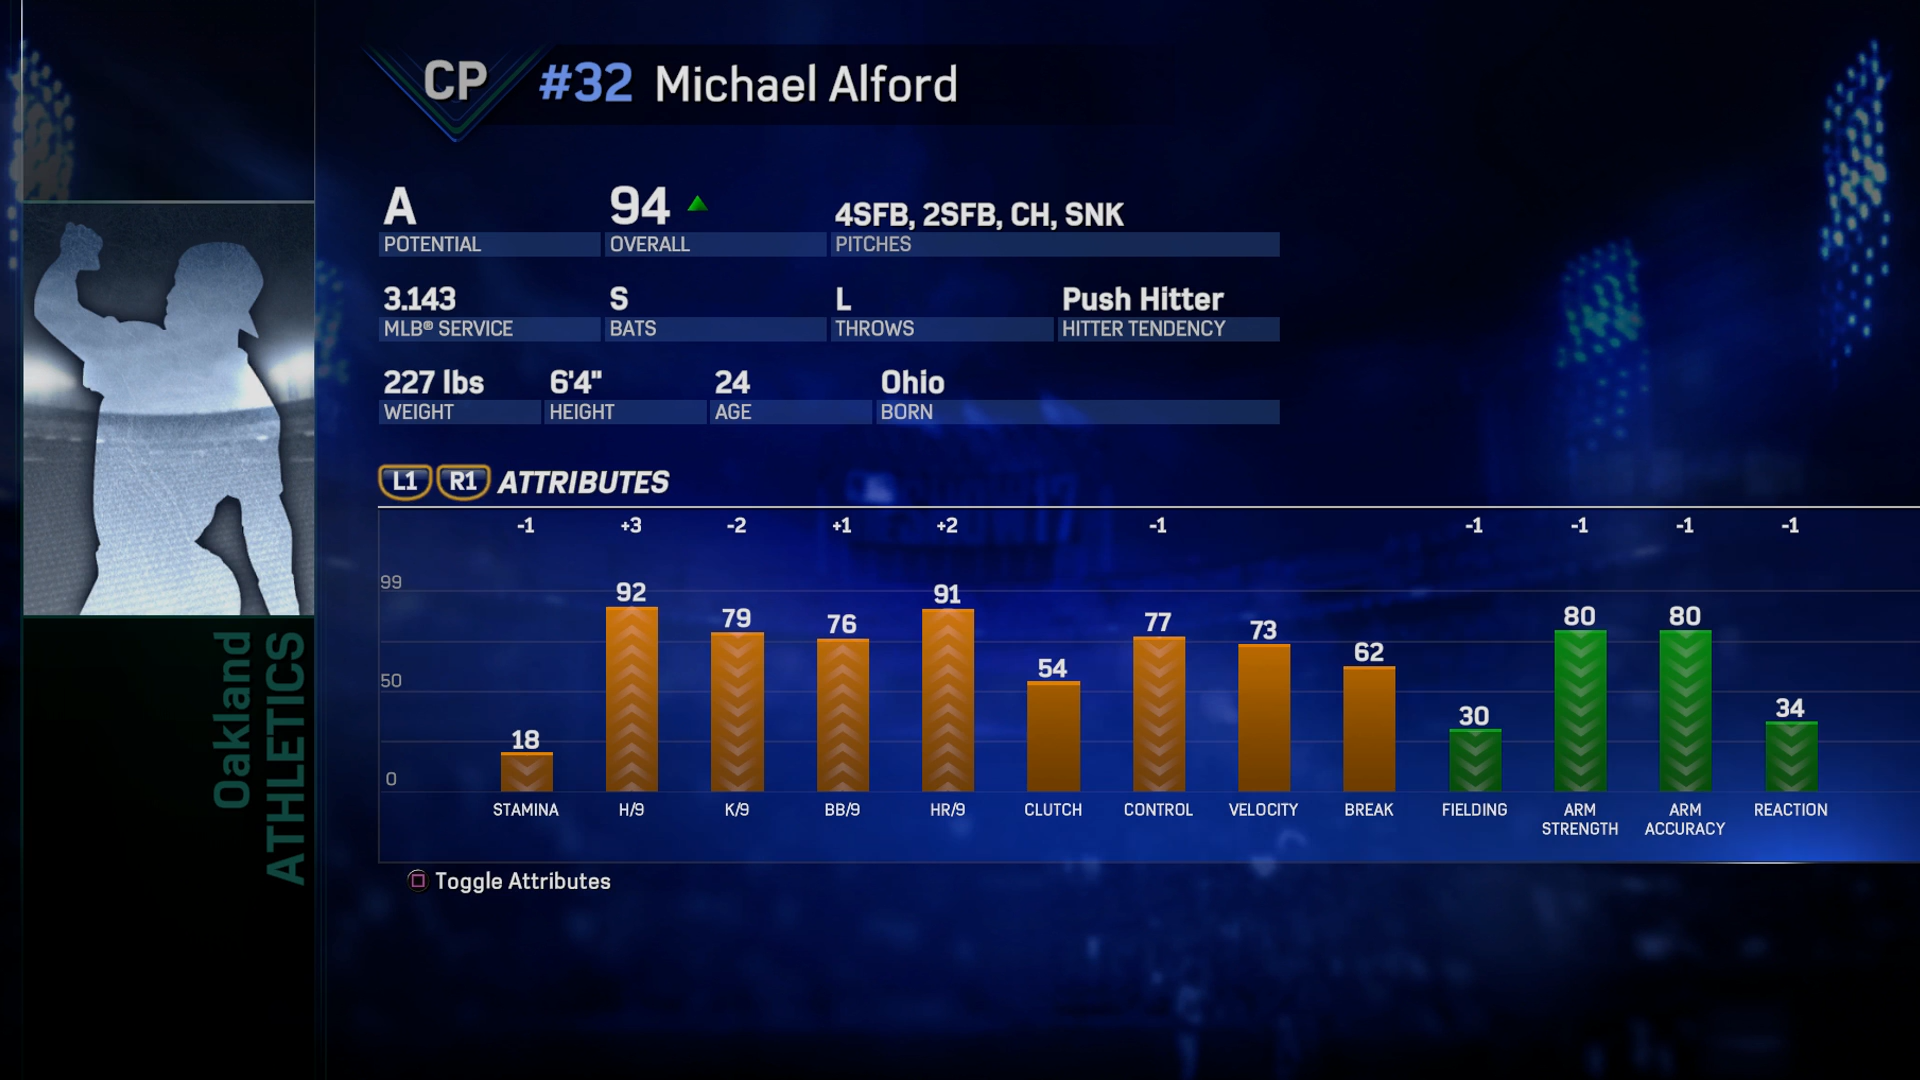 CP #32 Michael Alford
A 94 4SFB, 2SFB, CH, SNK
POTENTIAL OVERALL PITCHES
3.143 S L Push Hitter
MLB® SERVICE BATS THROWS HITTER TENDENCY
227 lbs 6'4" 24 Ohio
WEIGHT HEIGHT AGE BORN
L1 R1 ATTRIBUTES
-1 +3 -2 +1 +2 -1 -1 -1 -1 -1
99
50
0
18 92 79 76 91 54 77 73 62 30 80 80 34
STAMINA H/9 K/9 BB/9 HR/9 CLUTCH CONTROL VELOCITY BREAK FIELDING ARM STRENGTH ARM ACCURACY REACTION
Toggle Attributes
Oakland
ATHLETICS